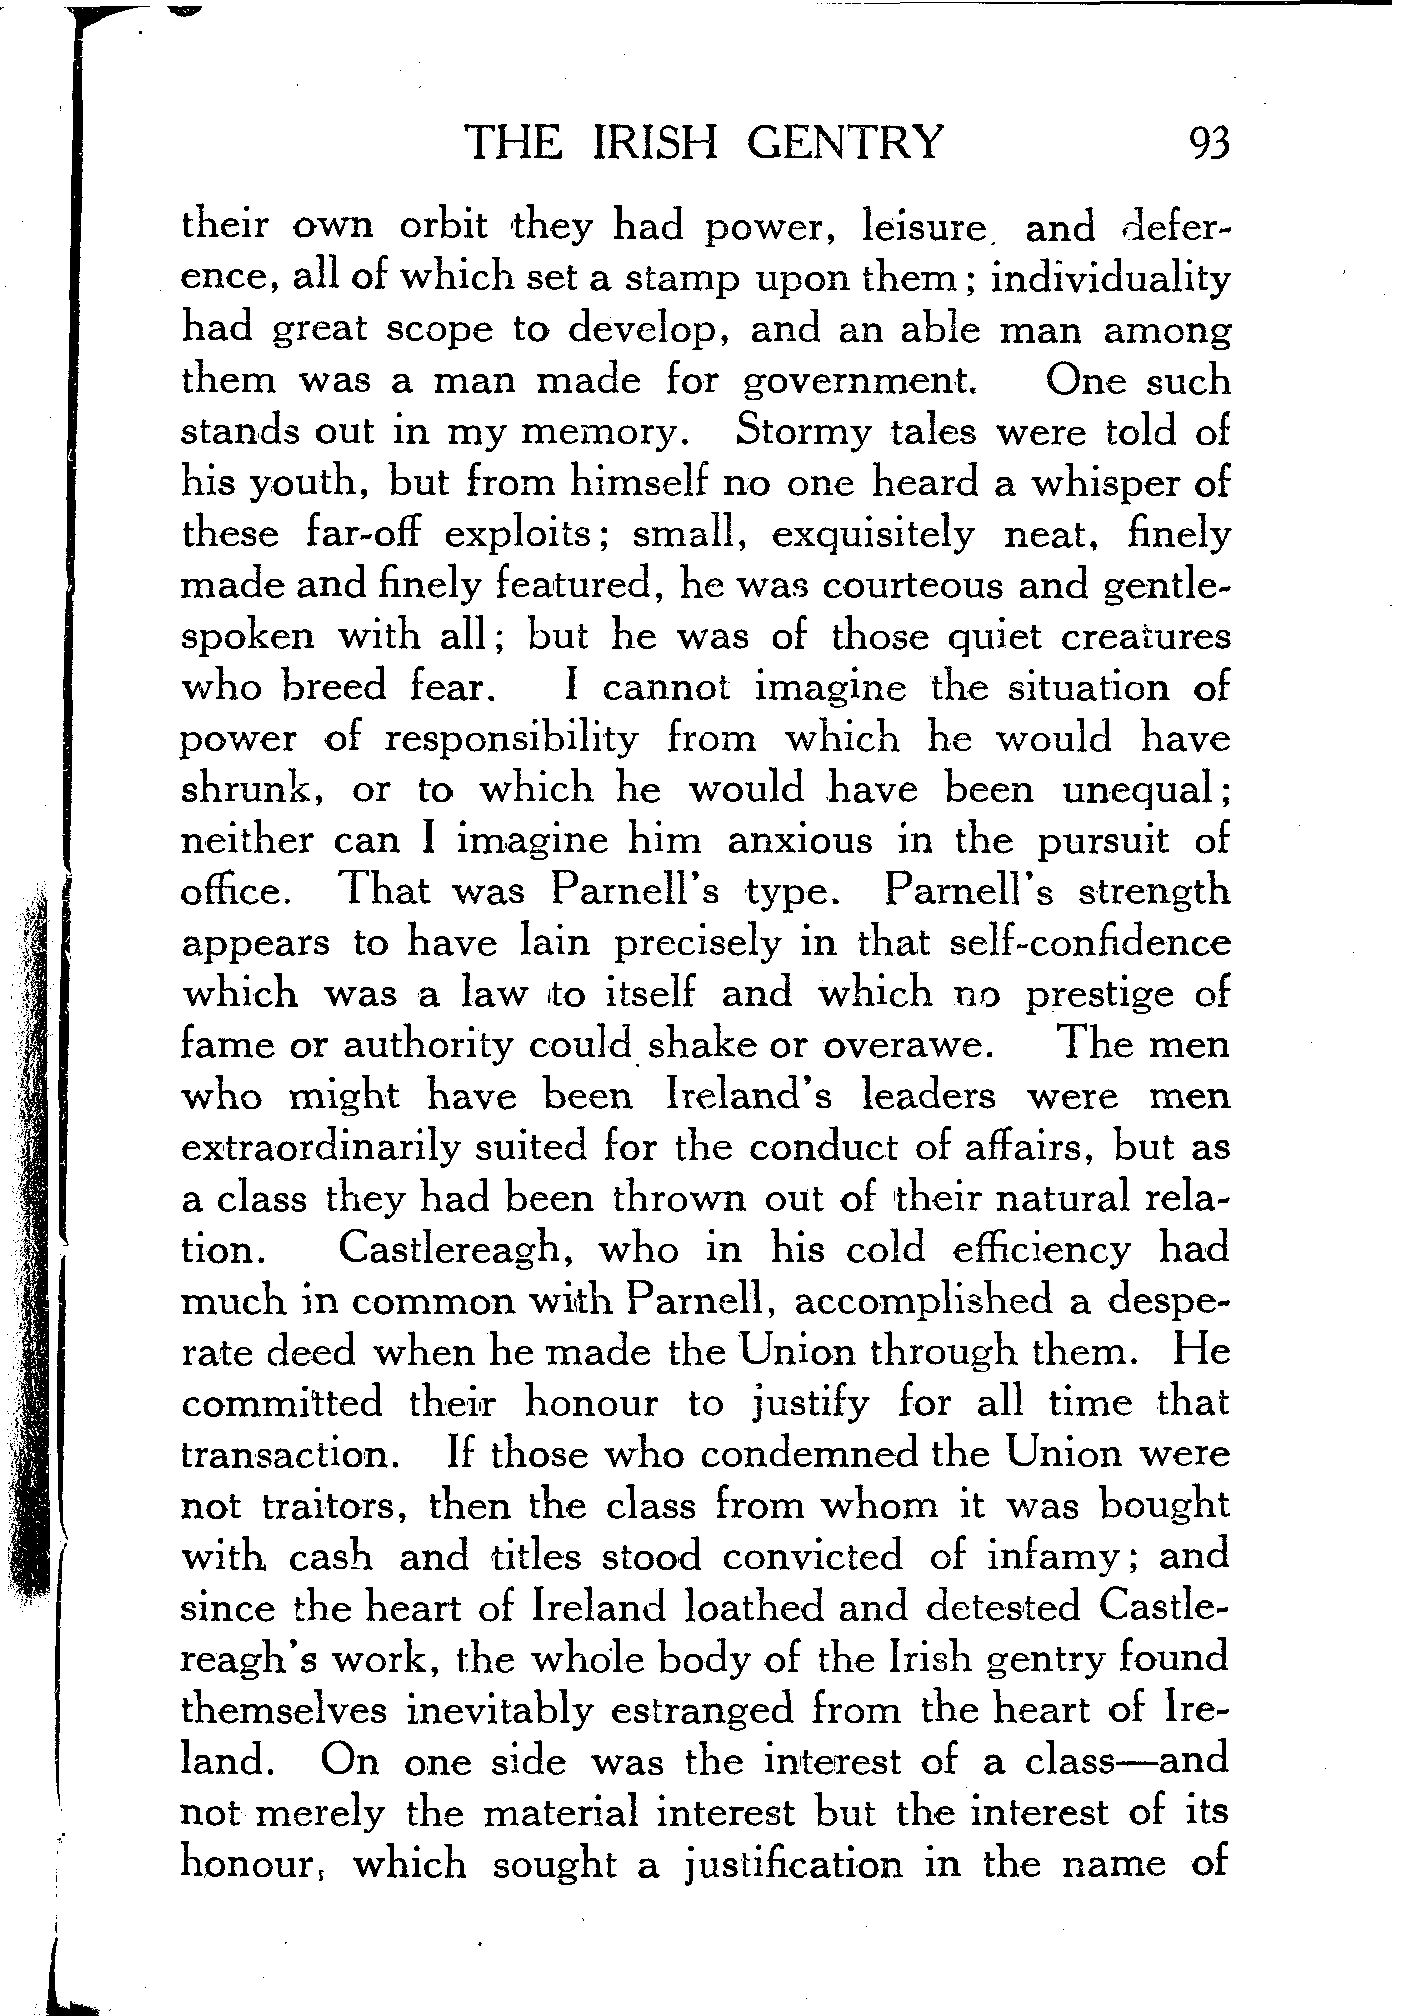 THE IRISH GENTRY 93
their own orbit they had power, leisure, and defer-
ence, all of which set a stamp upon them; individuality
had great scope to develop, and an able man among
them was a man made for government. One such
stands out in my memory. Stormy tales were told of
his youth, but from himself no one heard a whisper of
these far-off exploits; small, exquisitely neat, finely
made and finely featured, he was courteous and gentle-
spoken with all; but he was of those quiet creatures
who breed fear. I cannot imagine the situation of
power of responsibility from which he would have
shrunk, or to which he would have been unequal;
neither can I imagine him anxious in the pursuit of
office. That was Parnell's type. Parnell's strength
appears to have lain precisely in that self-confidence
which was a law to itself and which no prestige of
fame or authority could shake or overawe. The men
who might have been Ireland's leaders were men
extraordinarily suited for the conduct of affairs, but as
a class they had been thrown out of their natural rela-
tion. Castlereagh, who in his cold efficiency had
much in common with Parnell, accomplished a despe-
rate deed when he made the Union through them. He
committed their honour to justify for all time that
transaction. If those who condemned the Union were
not traitors, then the class from whom it was bought
with cash and titles stood convicted of infamy; and
since the heart of Ireland loathed and detested Castle-
reagh's work, the whole body of the Irish gentry found
themselves inevitably estranged from the heart of Ire-
land. On one side was the interest of a class—and
not merely the material interest but the interest of its
honour, which sought a justification in the name of